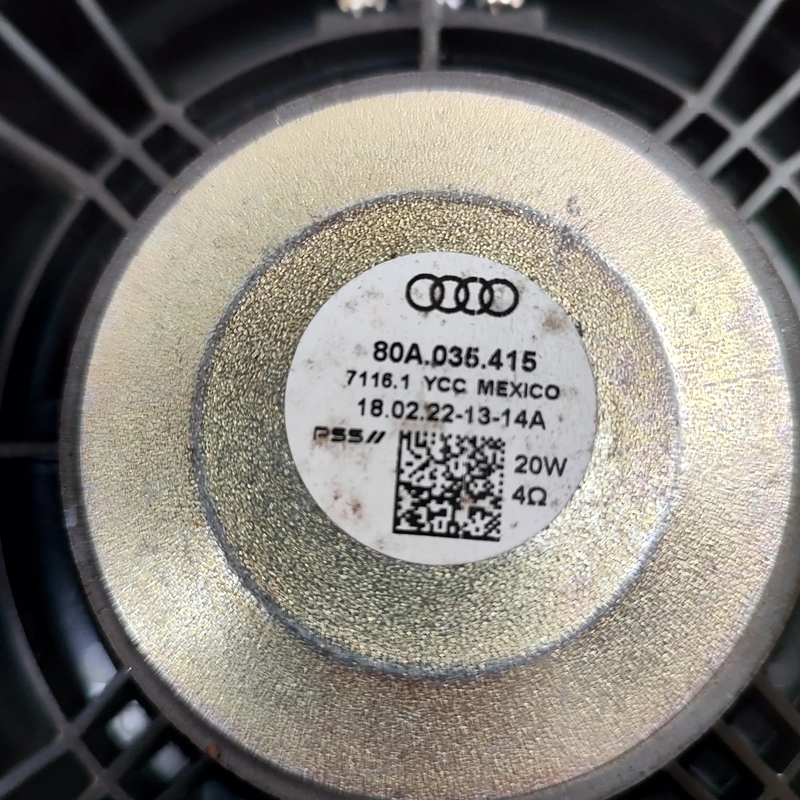 80A.035.415
7116.1 YCC MEXICO
18.02.22-13-14A
PSS//
20W
4Ω